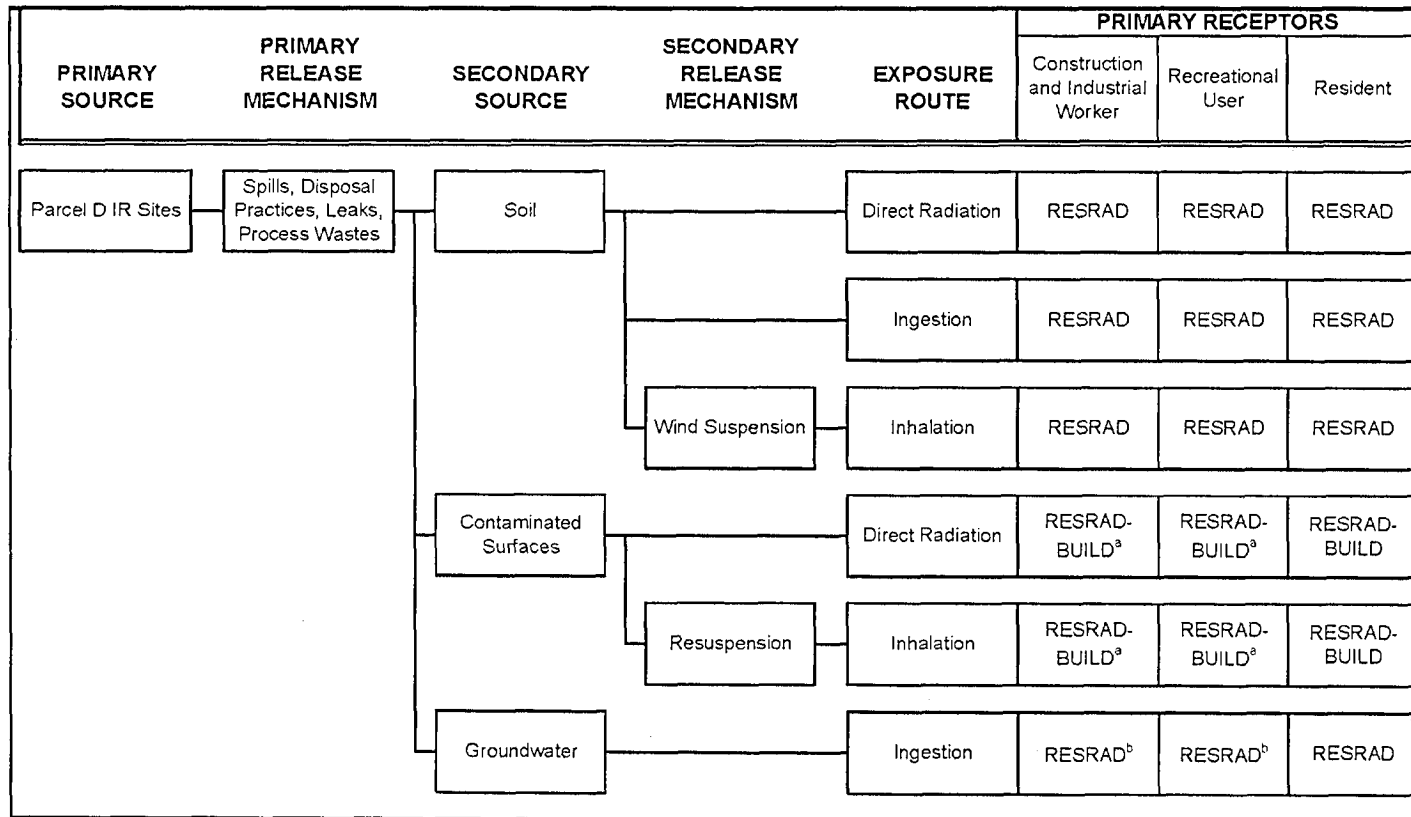 PRIMARY RECEPTORS
PRIMARY
SOURCE
PRIMARY
RELEASE
MECHANISM
SECONDARY
SOURCE
SECONDARY
RELEASE
MECHANISM
EXPOSURE
ROUTE
Construction
and Industrial
Worker
Recreational
User
Resident
Parcel D IR Sites
Spills, Disposal
Practices, Leaks,
Process Wastes
Soil
Direct Radiation
RESRAD
RESRAD
RESRAD
Ingestion
RESRAD
RESRAD
RESRAD
Wind Suspension
Inhalation
RESRAD
RESRAD
RESRAD
Contaminated
Surfaces
Direct Radiation
RESRAD-
BUILDᵃ
RESRAD-
BUILDᵃ
RESRAD-
BUILD
Resuspension
Inhalation
RESRAD-
BUILDᵃ
RESRAD-
BUILDᵃ
RESRAD-
BUILD
Groundwater
Ingestion
RESRADᵇ
RESRADᵇ
RESRAD